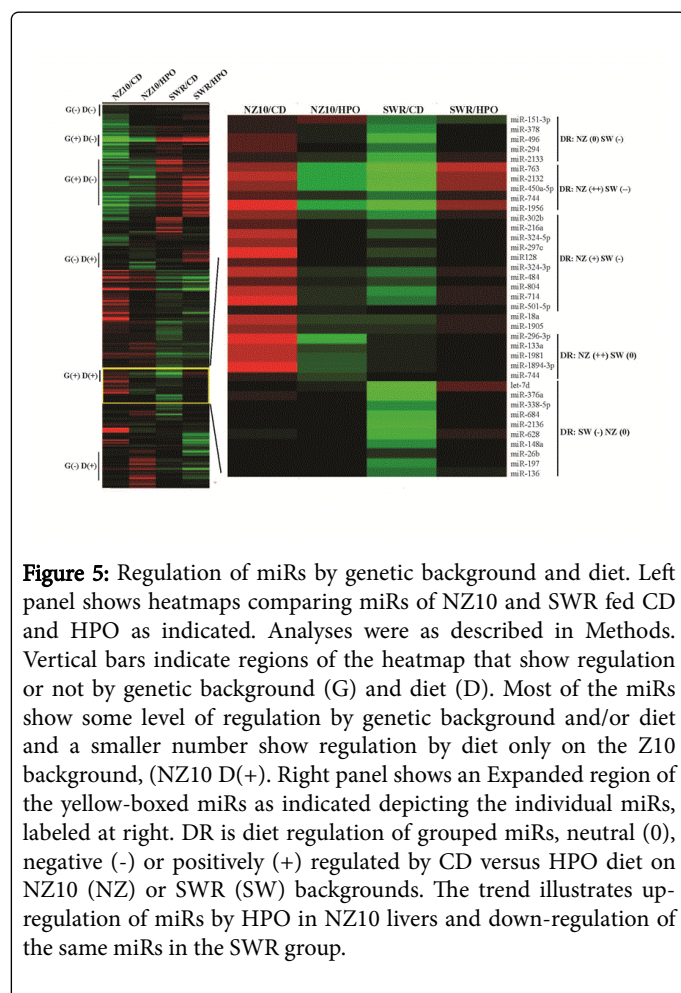 NZ10/CD NZ10/HPO SWR/CD SWR/HPO
G(-) D(-)
G(+) D(-)
G(+) D(-)
G(-) D(+)
G(+) D(+)
G(-) D(+)
NZ10/CD NZ10/HPO SWR/CD SWR/HPO
miR-151-3p
miR-378
miR-496
miR-294
miR-2133
DR: NZ (0) SW (-)
miR-763
miR-2132
miR-450a-5p
miR-744
miR-1956
DR: NZ (++) SW (--)
miR-302b
miR-216a
miR-324-5p
miR-297c
miR128
miR-324-3p
miR-484
miR-804
miR-714
miR-501-5p
DR: NZ (+) SW (-)
miR-18a
miR-1905
miR-296-3p
miR-133a
miR-1981
miR-1894-3p
miR-744
DR: NZ (++) SW (0)
let-7d
miR-376a
miR-338-5p
miR-684
miR-2136
miR-628
miR-148a
miR-26b
miR-197
miR-136
DR: SW (-) NZ (0)
Figure 5: Regulation of miRs by genetic background and diet. Left
panel shows heatmaps comparing miRs of NZ10 and SWR fed CD
and HPO as indicated. Analyses were as described in Methods.
Vertical bars indicate regions of the heatmap that show regulation
or not by genetic background (G) and diet (D). Most of the miRs
show some level of regulation by genetic background and/or diet
and a smaller number show regulation by diet only on the Z10
background, (NZ10 D(+). Right panel shows an Expanded region of
the yellow-boxed miRs as indicated depicting the individual miRs,
labeled at right. DR is diet regulation of grouped miRs, neutral (0),
negative (-) or positively (+) regulated by CD versus HPO diet on
NZ10 (NZ) or SWR (SW) backgrounds. The trend illustrates up-
regulation of miRs by HPO in NZ10 livers and down-regulation of
the same miRs in the SWR group.